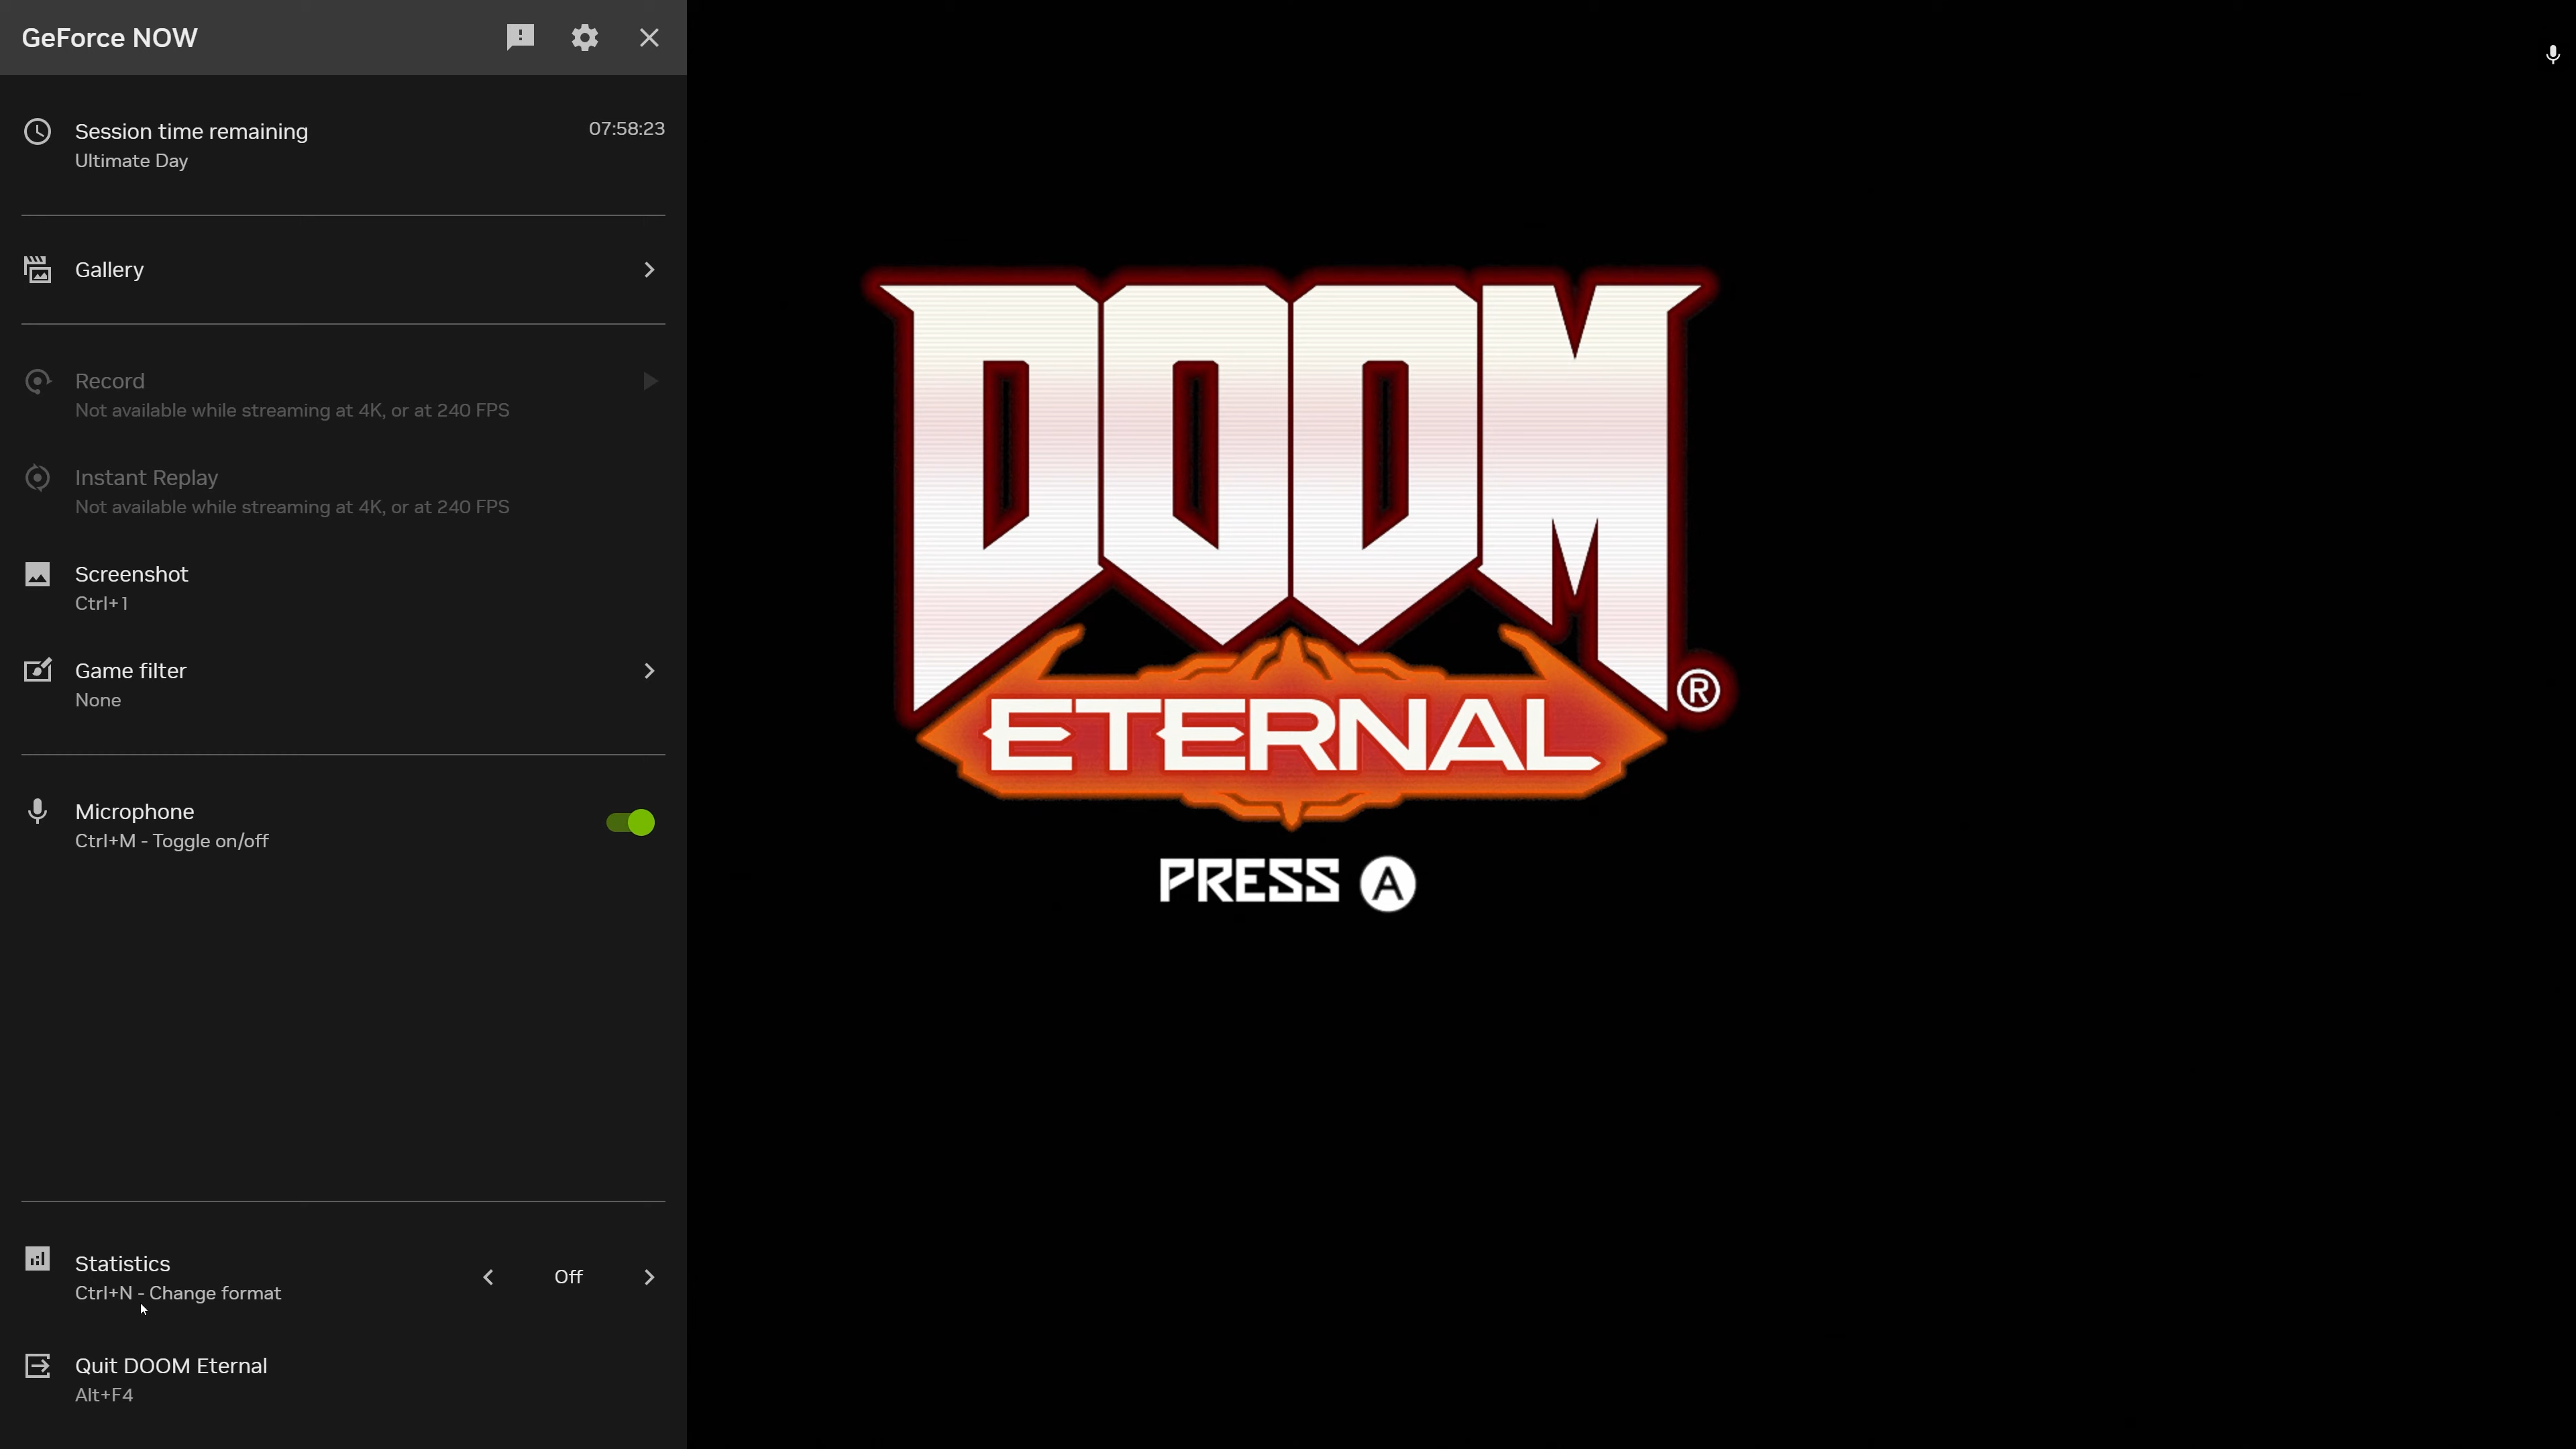 GeForce NOW
Session time remaining
07:58:23
Ultimate Day
Gallery
Record
Not available while streaming at 4K, or at 240 FPS
Instant Replay
Not available while streaming at 4K, or at 240 FPS
Screenshot
Ctrl+1
Game filter
None
Microphone
Ctrl+M - Toggle on/off
Statistics
Ctrl+N - Change format
Off
Quit DOOM Eternal
Alt+F4
DOOM
®
ETERNAL
PRESS A